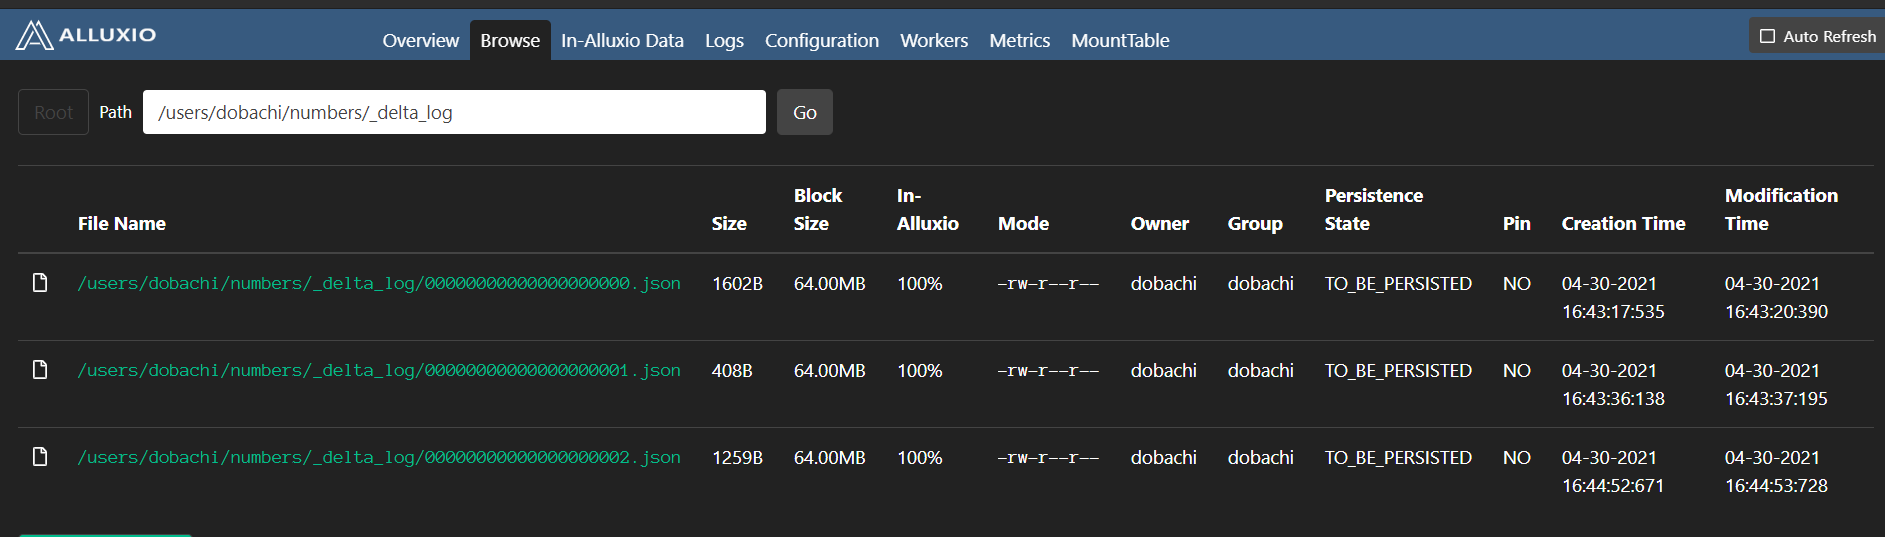 ALLUXIO
Overview Browse In-Alluxio Data Logs Configuration Workers Metrics MountTable
Auto Refresh
Root Path /users/dobachi/numbers/_delta_log Go
File Name Size Block Size In-Alluxio Mode Owner Group Persistence State Pin Creation Time Modification Time
/users/dobachi/numbers/_delta_log/00000000000000000000.json 1602B 64.00MB 100% -rw-r--r-- dobachi dobachi TO_BE_PERSISTED NO 04-30-2021 16:43:17:535 04-30-2021 16:43:20:390
/users/dobachi/numbers/_delta_log/00000000000000000001.json 408B 64.00MB 100% -rw-r--r-- dobachi dobachi TO_BE_PERSISTED NO 04-30-2021 16:43:36:138 04-30-2021 16:43:37:195
/users/dobachi/numbers/_delta_log/00000000000000000002.json 1259B 64.00MB 100% -rw-r--r-- dobachi dobachi TO_BE_PERSISTED NO 04-30-2021 16:44:52:671 04-30-2021 16:44:53:728